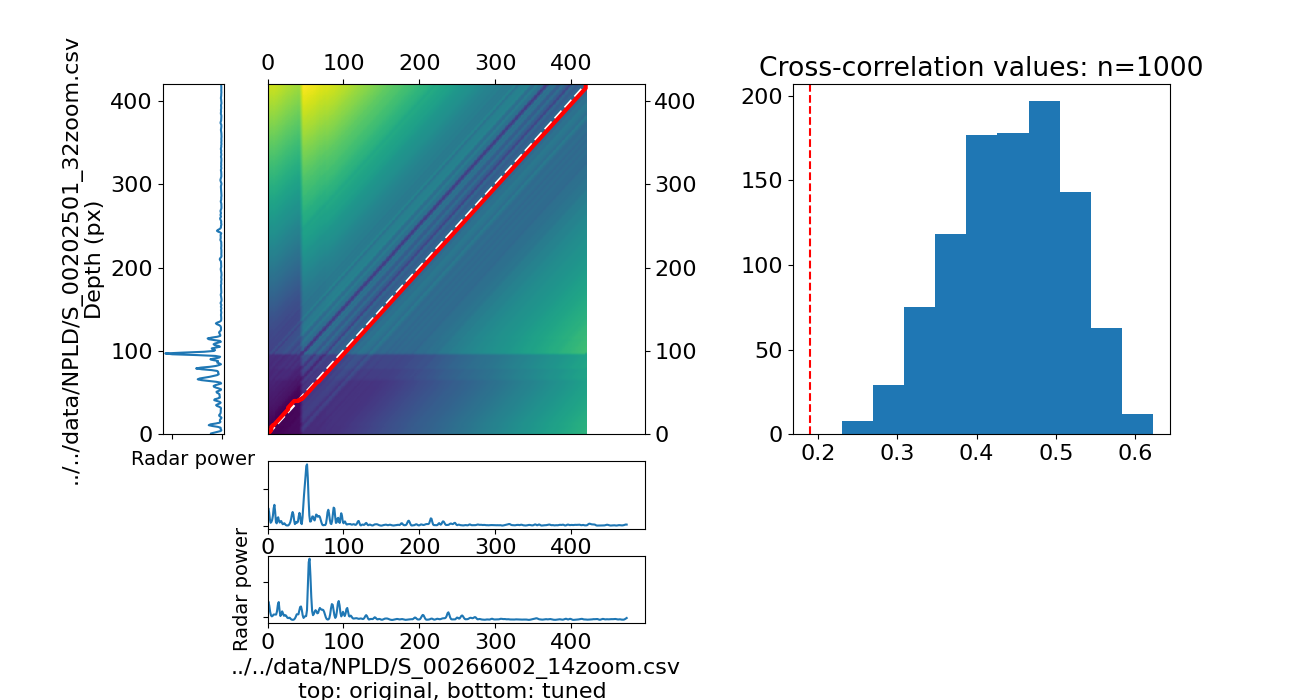 Cross-correlation values: n=1000
0 100 200 300 400
../../data/NPLD/S_00202501_32zoom.csv
Depth (px)
400
300
200
100
0
Radar power
400
300
200
100
0
200
150
100
50
0
0.2 0.3 0.4 0.5 0.6
0 100 200 300 400
Radar power
0 100 200 300 400
../../data/NPLD/S_00266002_14zoom.csv
top: original, bottom: tuned